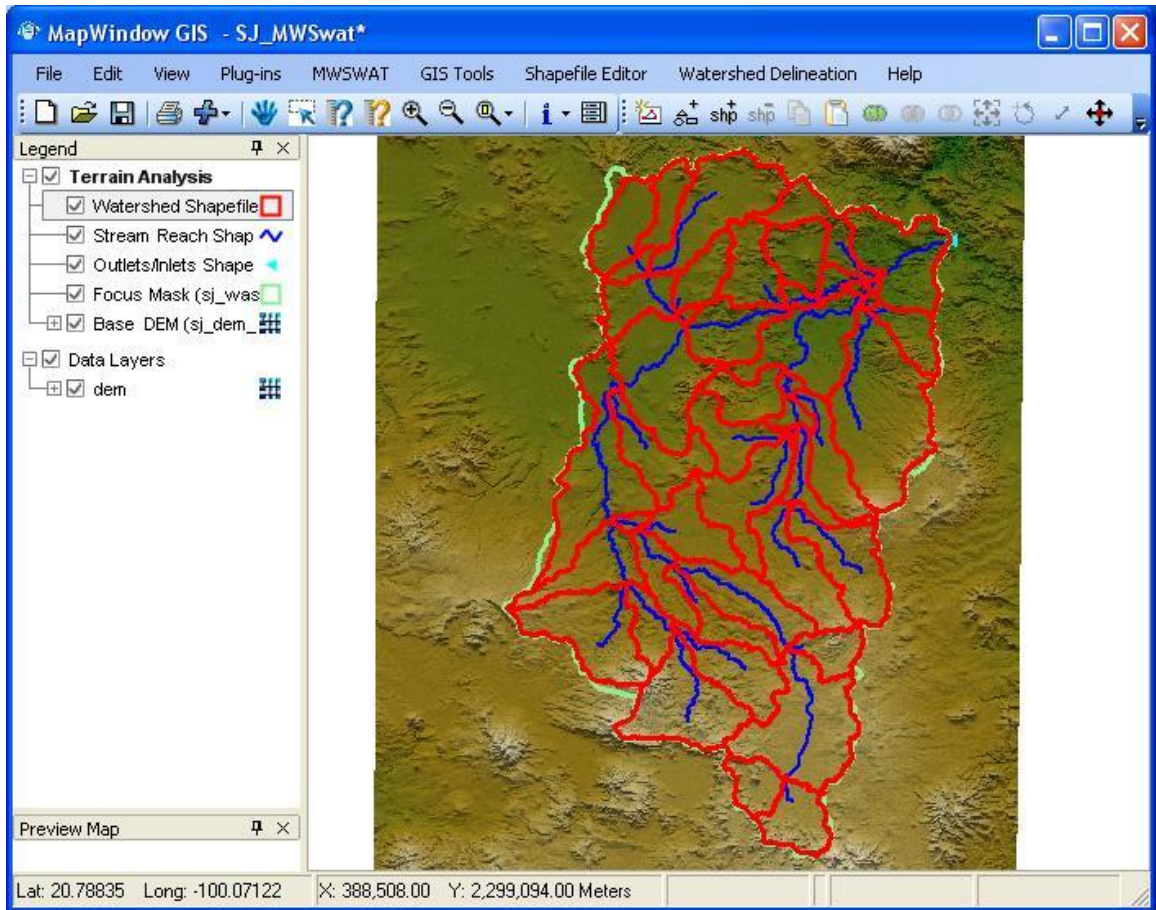 MapWindow GIS - SJ_MWSwat*
File Edit View Plug-ins MWSWAT GIS Tools Shapefile Editor Watershed Delineation Help
shp shp
Legend
Terrain Analysis
Watershed Shapefile
Stream Reach Shap
Outlets/Inlets Shape
Focus Mask (sj_was
Base DEM (sj_dem_
Data Layers
dem
Preview Map
Lat: 20.78835 Long: -100.07122 X: 388,508.00 Y: 2,299,094.00 Meters